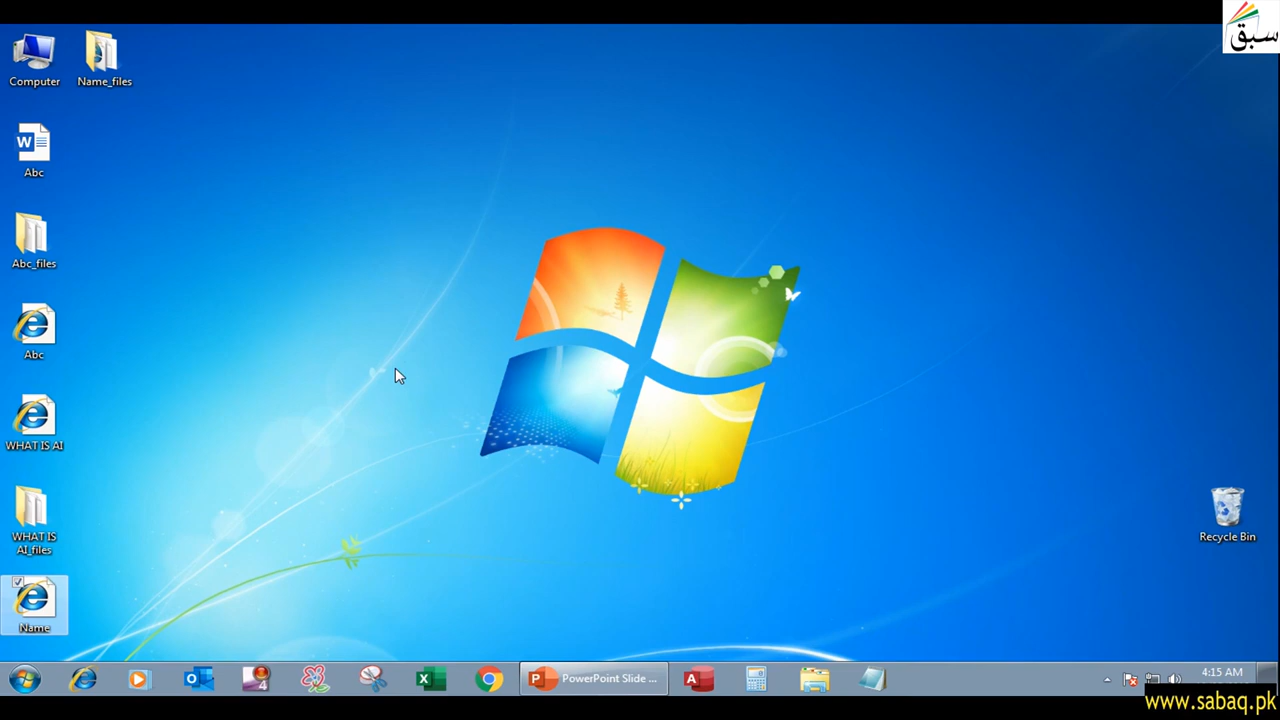 سبق
Computer
Name_files
Abc
Abc_files
Abc
WHAT IS AI
WHAT IS
AI_files
Name
Recycle Bin
PowerPoint Slide ...
4:15 AM
www.sabaq.pk